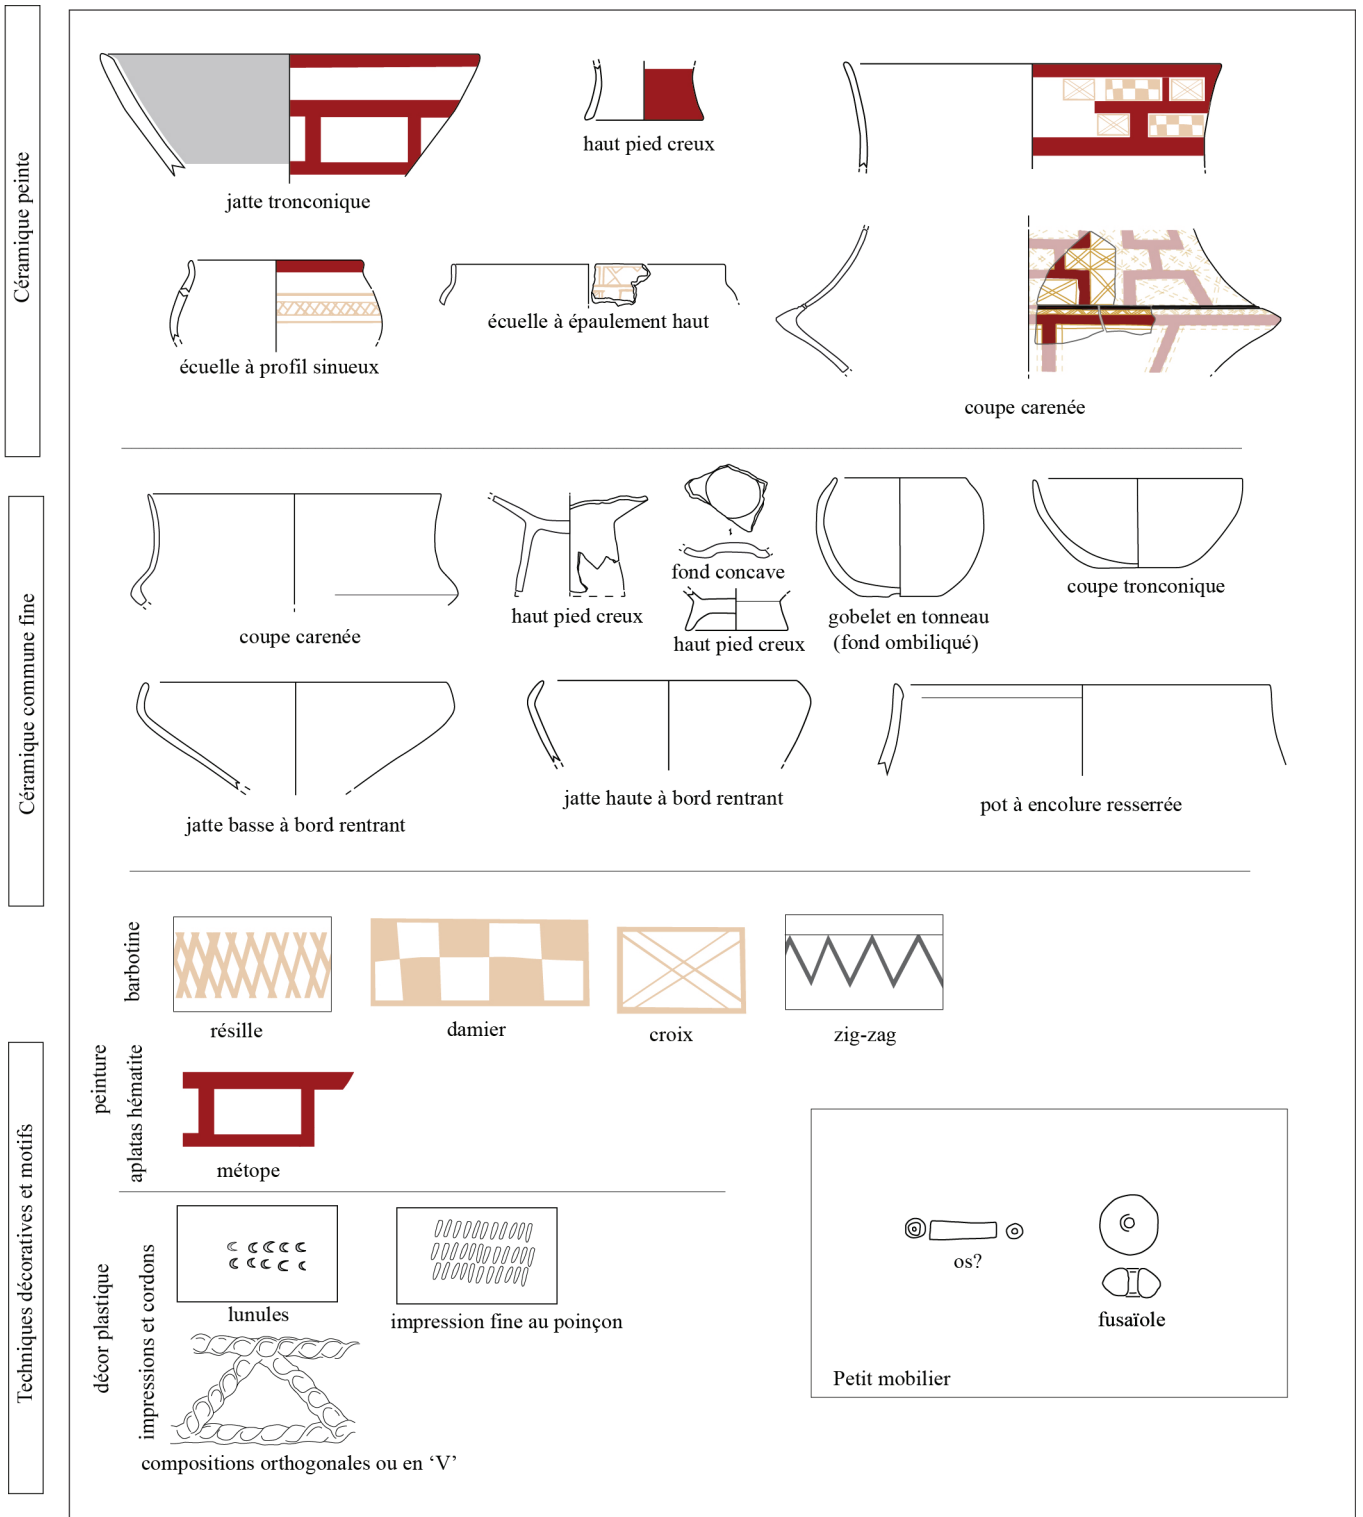 Céramique peinte
jatte tronconique
haut pied creux
écuelle à profil sinueux
écuelle à épaulement haut
coupe carenée
Céramique commune fine
coupe carenée
haut pied creux
fond concave
haut pied creux
gobelet en tonneau
(fond ombiliqué)
coupe tronconique
jatte basse à bord rentrant
jatte haute à bord rentrant
pot à encolure resserrée
Techniques décoratives et motifs
peinture
barbotine
résille
damier
croix
zig-zag
aplatas hématite
métope
décor plastique
impressions et cordons
lunules
impression fine au poinçon
compositions orthogonales ou en ‘V’
os?
fusaïole
Petit mobilier